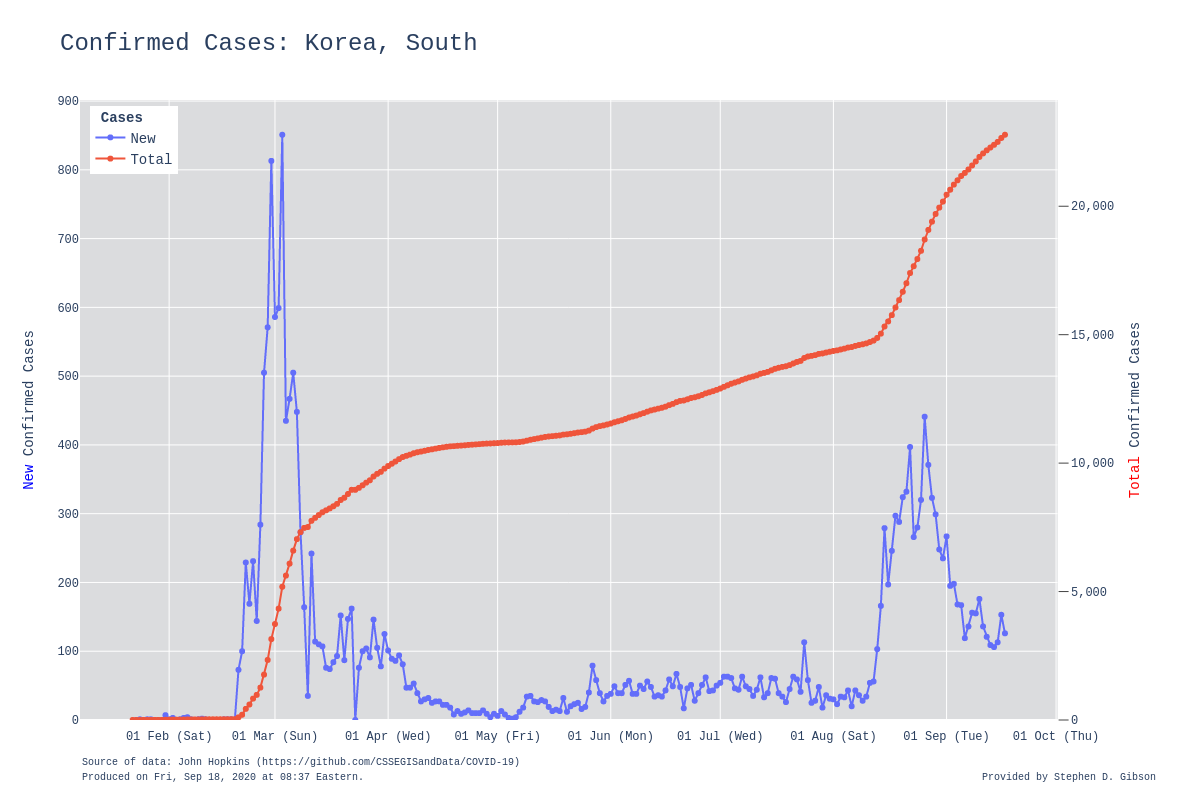 Confirmed Cases: Korea, South
Cases
New
Total
900
800
700
600
500
400
300
200
100
0
New Confirmed Cases
20,000
15,000
10,000
5,000
0
Total Confirmed Cases
01 Feb (Sat) 01 Mar (Sun) 01 Apr (Wed) 01 May (Fri) 01 Jun (Mon) 01 Jul (Wed) 01 Aug (Sat) 01 Sep (Tue) 01 Oct (Thu)
Source of data: John Hopkins (https://github.com/CSSEGISandData/COVID-19)
Produced on Fri, Sep 18, 2020 at 08:37 Eastern.
Provided by Stephen D. Gibson